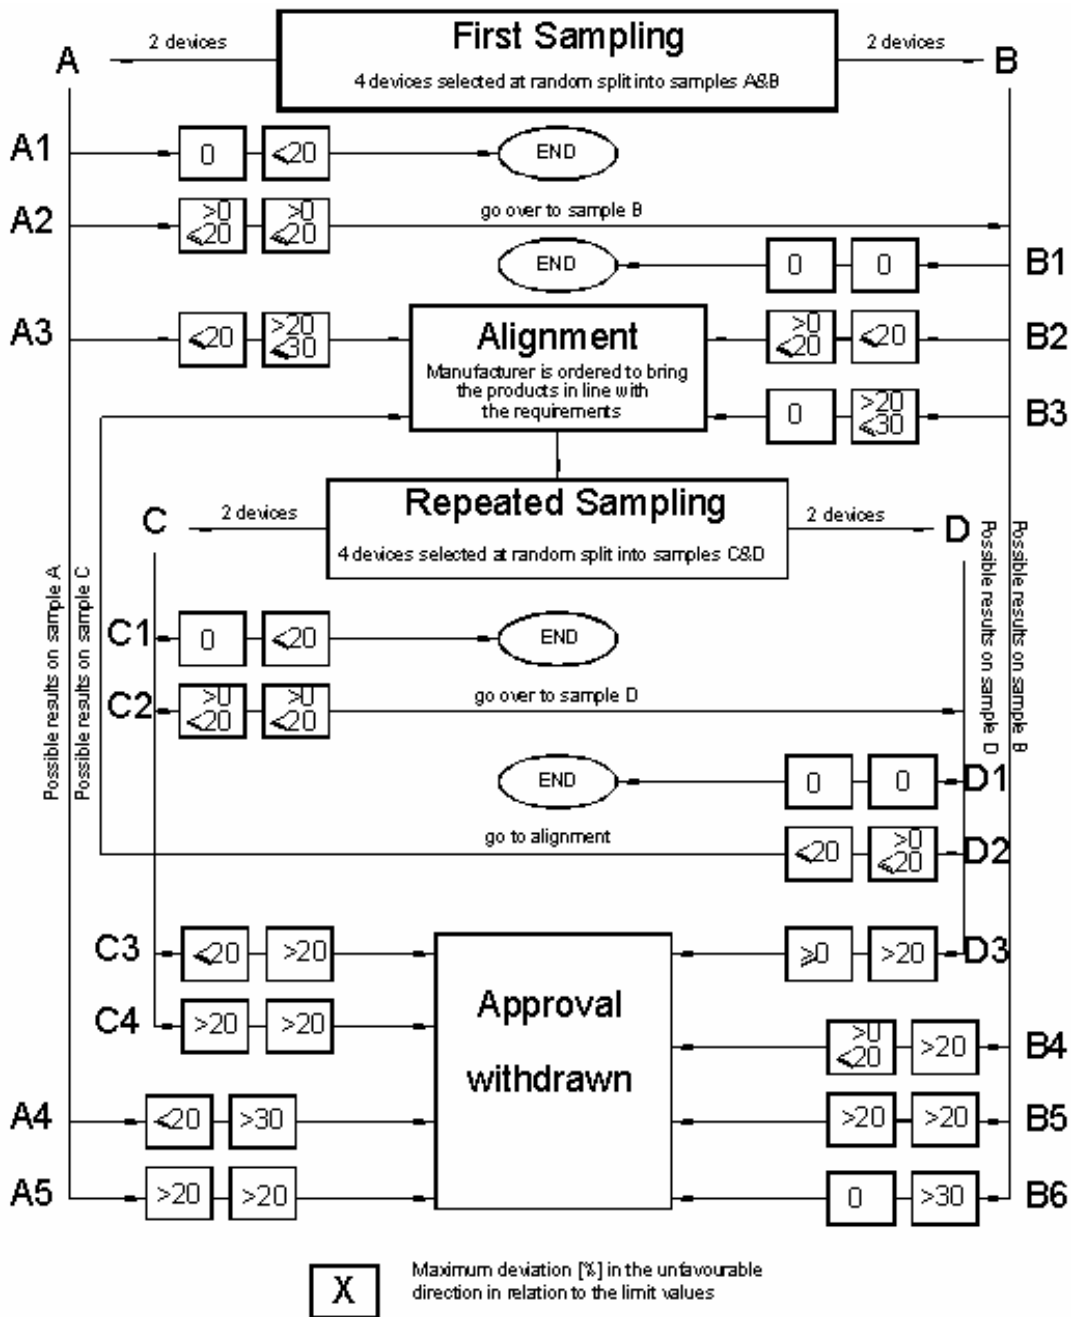 First Sampling
4 devices selected at random split into samples A&B
A
2 devices
2 devices
B
A1
0
⩽20
END
A2
>0
⩽20
>0
⩽20
go over to sample B
END
0
0
B1
A3
⩽20
>20
⩽30
Alignment
Manufacturer is ordered to bring
the products in line with
the requirements
>0
⩽20
⩽20
B2
0
>20
⩽30
B3
Repeated Sampling
4 devices selected at random split into samples C&D
C
2 devices
2 devices
D
Possible results on sample A
Possible results on sample C
Possible results on sample D
Possible results on sample B
C1
0
⩽20
END
C2
>0
⩽20
>0
⩽20
go over to sample D
END
0
0
D1
go to alignment
⩽20
>0
⩽20
D2
C3
⩽20
>20
Approval
withdrawn
⩾0
>20
D3
C4
>20
>20
>0
⩽20
>20
B4
A4
⩽20
>30
>20
>20
B5
A5
>20
>20
0
>30
B6
X
Maximum deviation [%] in the unfavourable
direction in relation to the limit values